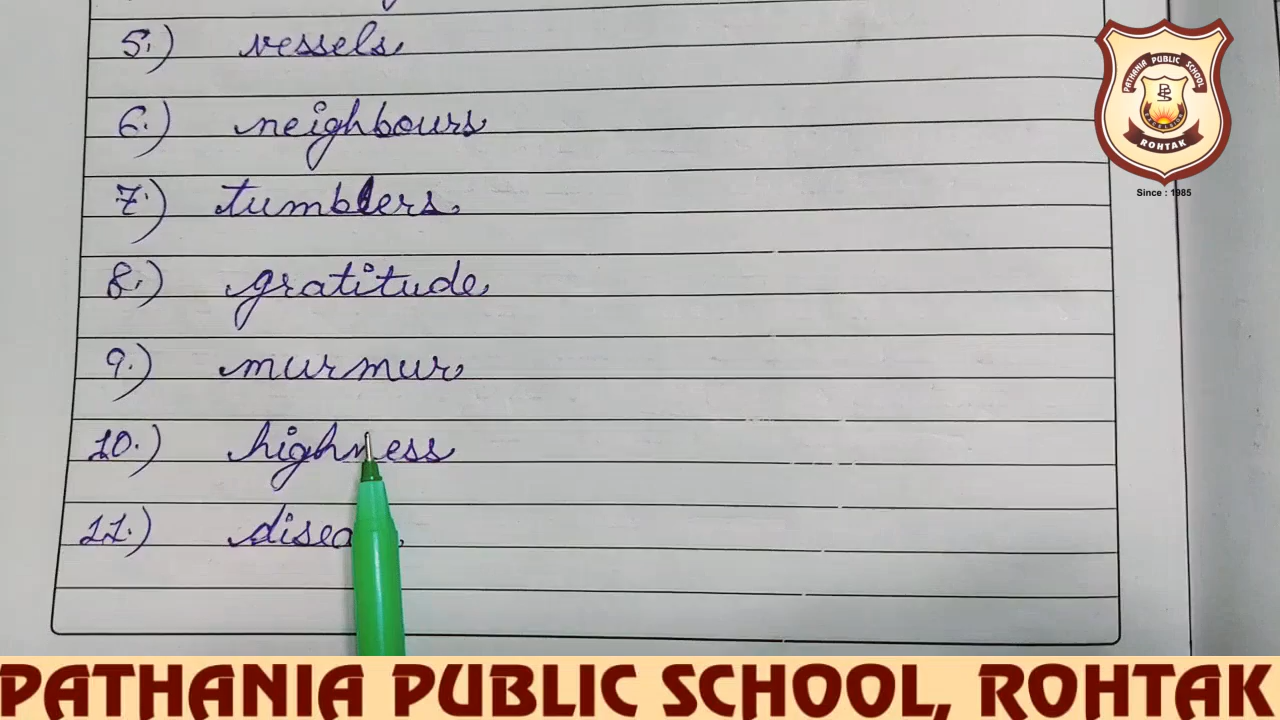 5.) vessels,
6.) neighbours
7.) tumblers,
8.) gratitude,
9.) murmur,
10.) highness
11.)
PATHANIA PUBLIC SCHOOL
ROHTAK
Since : 1985
PATHANIA PUBLIC SCHOOL, ROHTAK